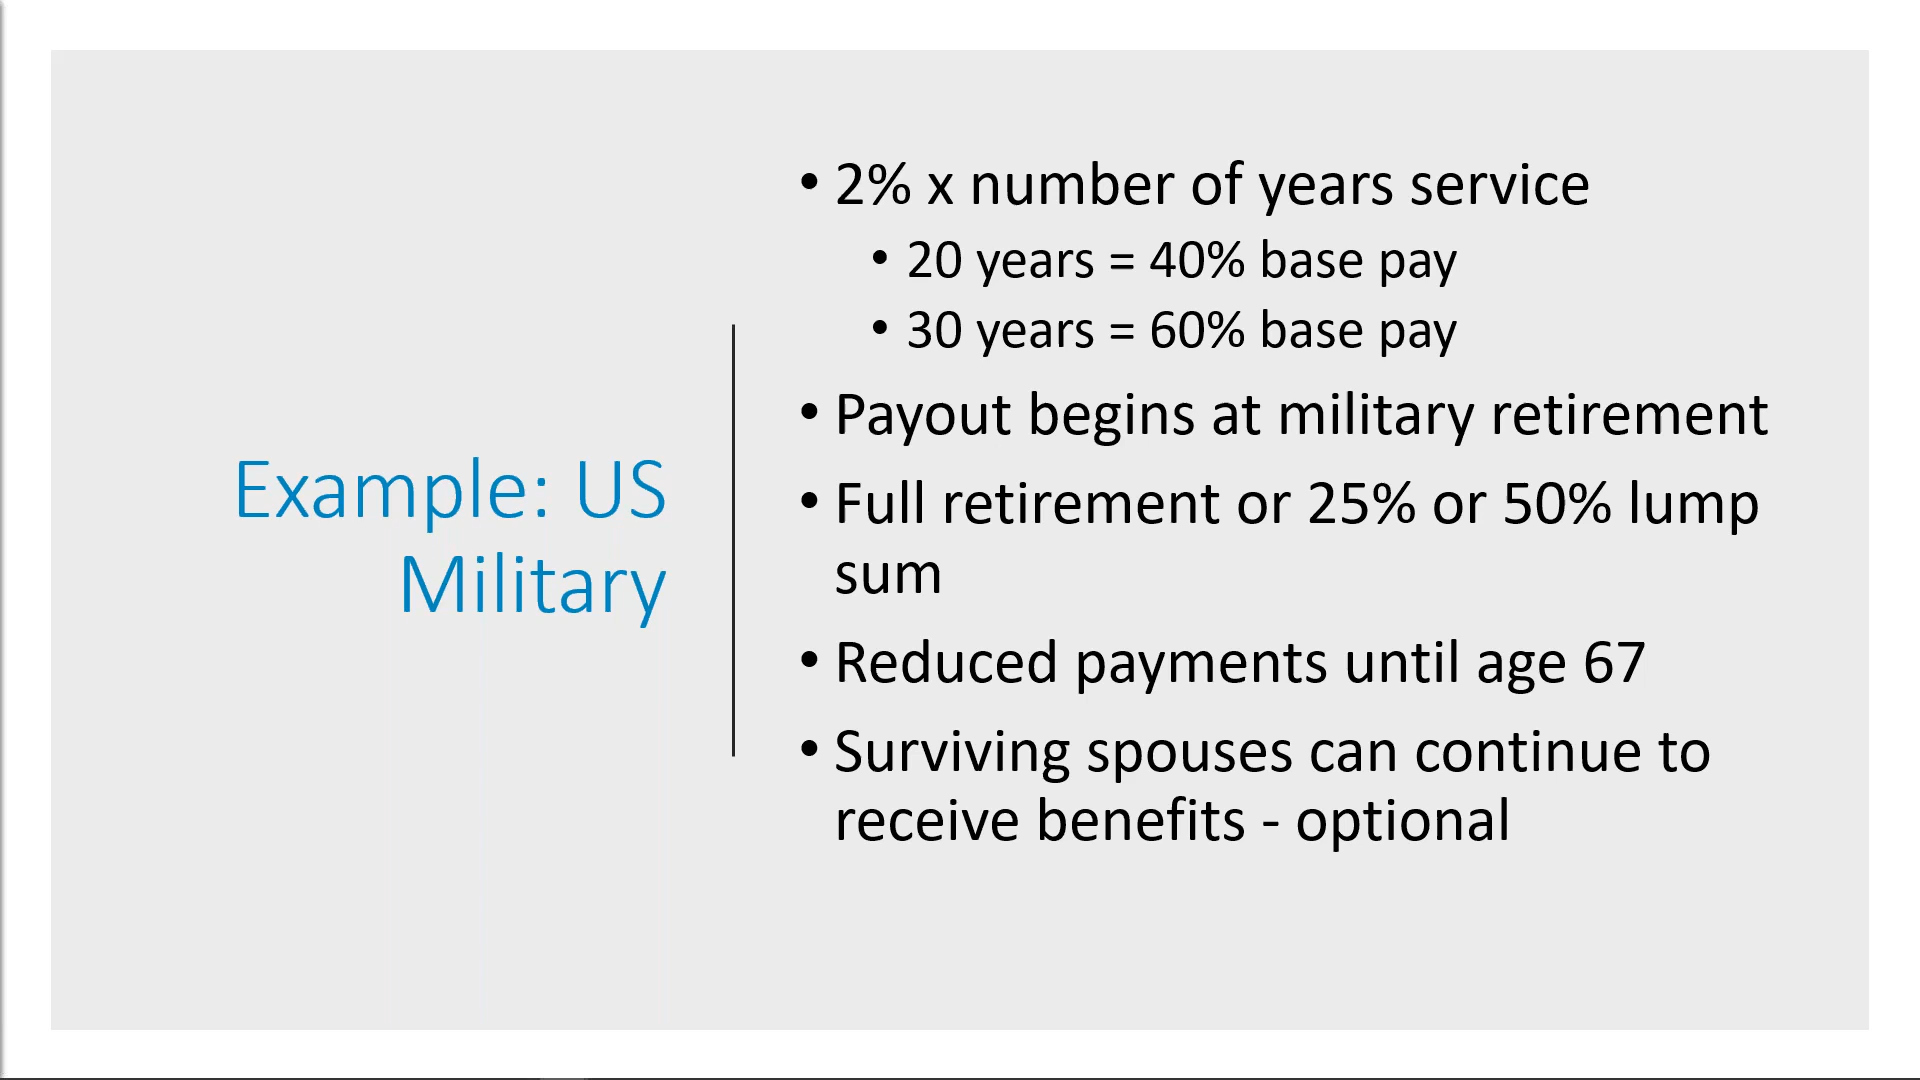 Example: US
Military
• 2% x number of years service
• 20 years = 40% base pay
• 30 years = 60% base pay
• Payout begins at military retirement
• Full retirement or 25% or 50% lump
sum
• Reduced payments until age 67
• Surviving spouses can continue to
receive benefits - optional